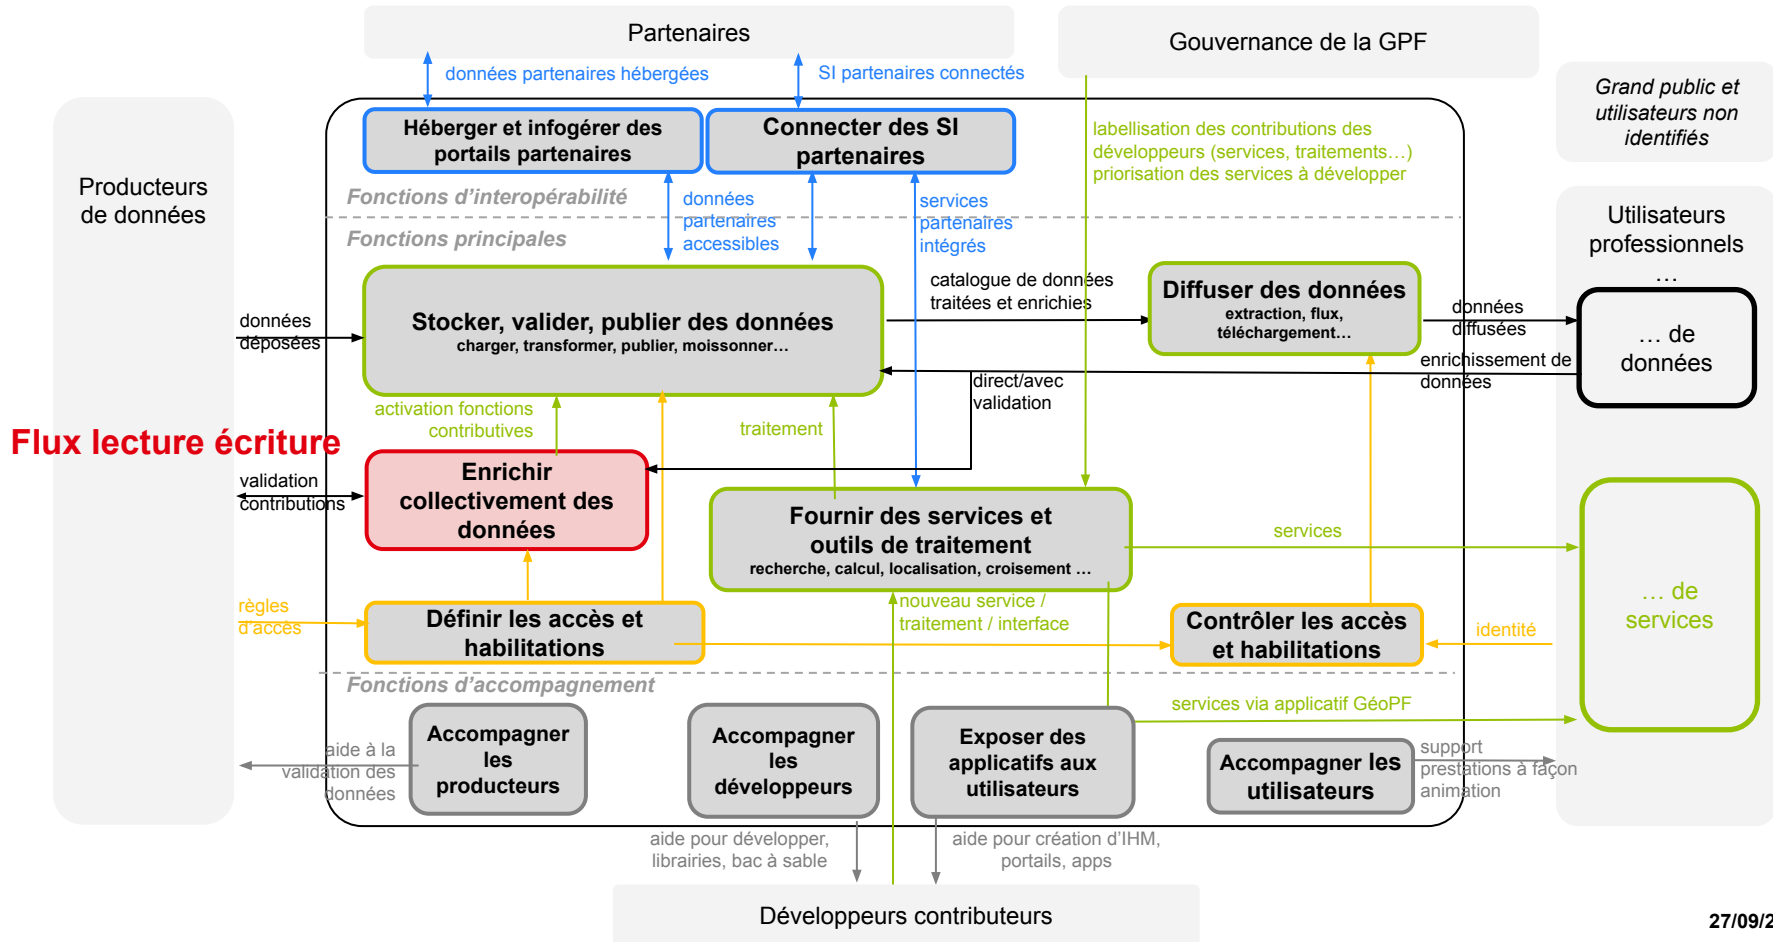 Partenaires
Gouvernance de la GPF
données partenaires hébergées
SI partenaires connectés
Grand public et
utilisateurs non
identifiés
Héberger et infogérer des
portails partenaires
Connecter des SI
partenaires
labellisation des contributions des
développeurs (services, traitements…)
priorisation des services à développer
Producteurs
de données
Fonctions d’interopérabilité
données
partenaires
accessibles
services
partenaires
intégrés
Utilisateurs
professionnels
…
Fonctions principales
catalogue de données
traitées et enrichies
Diffuser des données
extraction, flux,
téléchargement…
données
diffusées
données
déposées
Stocker, valider, publier des données
charger, transformer, publier, moissonner…
… de
données
enrichissement de
données
direct/avec
validation
activation fonctions
contributives
traitement
Flux lecture écriture
validation
contributions
Enrichir
collectivement des
données
Fournir des services et
outils de traitement
recherche, calcul, localisation, croisement …
services
… de
services
règles
d’accès
Définir les accès et
habilitations
nouveau service /
traitement / interface
Contrôler les accès
et habilitations
identité
Fonctions d’accompagnement
services via applicatif GéoPF
aide à la
validation des
données
Accompagner
les
producteurs
Accompagner
les
développeurs
Exposer des
applicatifs aux
utilisateurs
Accompagner les
utilisateurs
support
prestations à façon
animation
aide pour développer,
librairies, bac à sable
aide pour création d’IHM,
portails, apps
Développeurs contributeurs
27/09/2